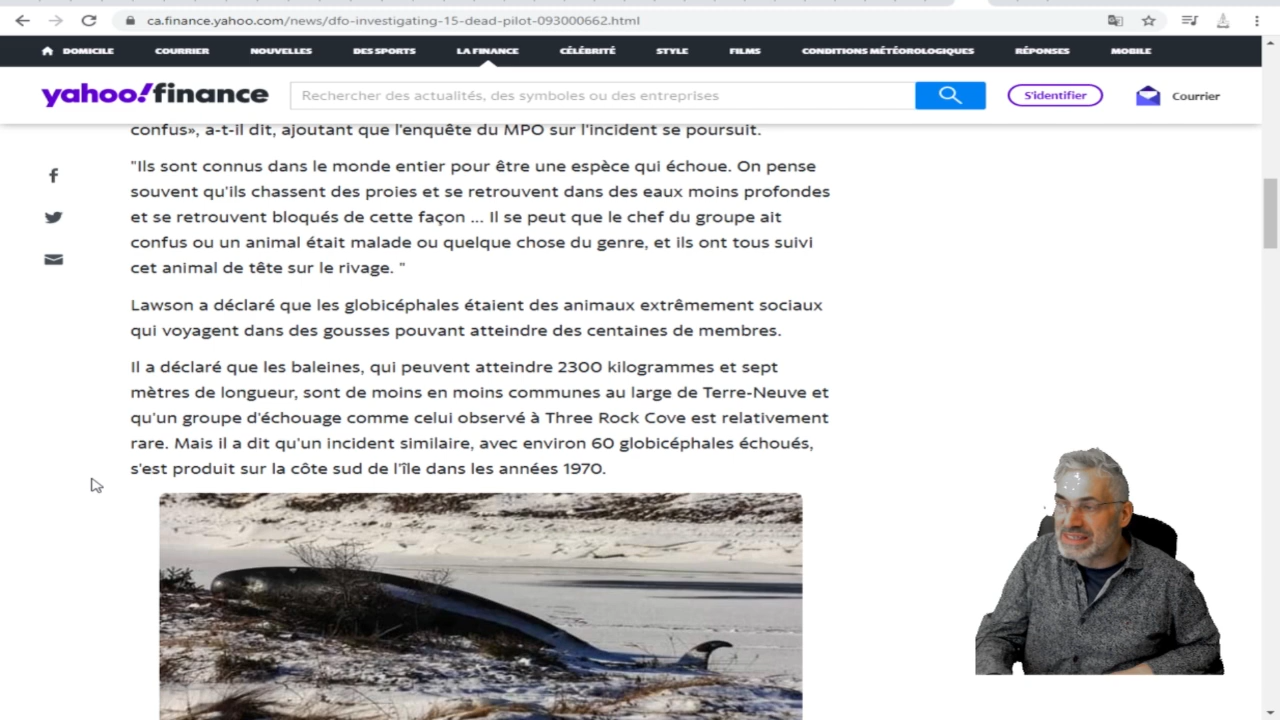 ca.finance.yahoo.com/news/dfo-investigating-15-dead-pilot-093000662.html
DOMICILE COURRIER NOUVELLES DES SPORTS LA FINANCE CÉLÉBRITÉ STYLE FILMS CONDITIONS MÉTÉOROLOGIQUES RÉPONSES MOBILE
yahoo!finance Rechercher des actualités, des symboles ou des entreprises S'identifier Courrier
confus», a-t-il dit, ajoutant que l'enquête du MPO sur l'incident se poursuit.
"Ils sont connus dans le monde entier pour être une espèce qui échoue. On pense
souvent qu'ils chassent des proies et se retrouvent dans des eaux moins profondes
et se retrouvent bloqués de cette façon ... Il se peut que le chef du groupe ait
confus ou un animal était malade ou quelque chose du genre, et ils ont tous suivi
cet animal de tête sur le rivage. "
Lawson a déclaré que les globicéphales étaient des animaux extrêmement sociaux
qui voyagent dans des gousses pouvant atteindre des centaines de membres.
Il a déclaré que les baleines, qui peuvent atteindre 2300 kilogrammes et sept
mètres de longueur, sont de moins en moins communes au large de Terre-Neuve et
qu'un groupe d'échouage comme celui observé à Three Rock Cove est relativement
rare. Mais il a dit qu'un incident similaire, avec environ 60 globicéphales échoués,
s'est produit sur la côte sud de l'île dans les années 1970.